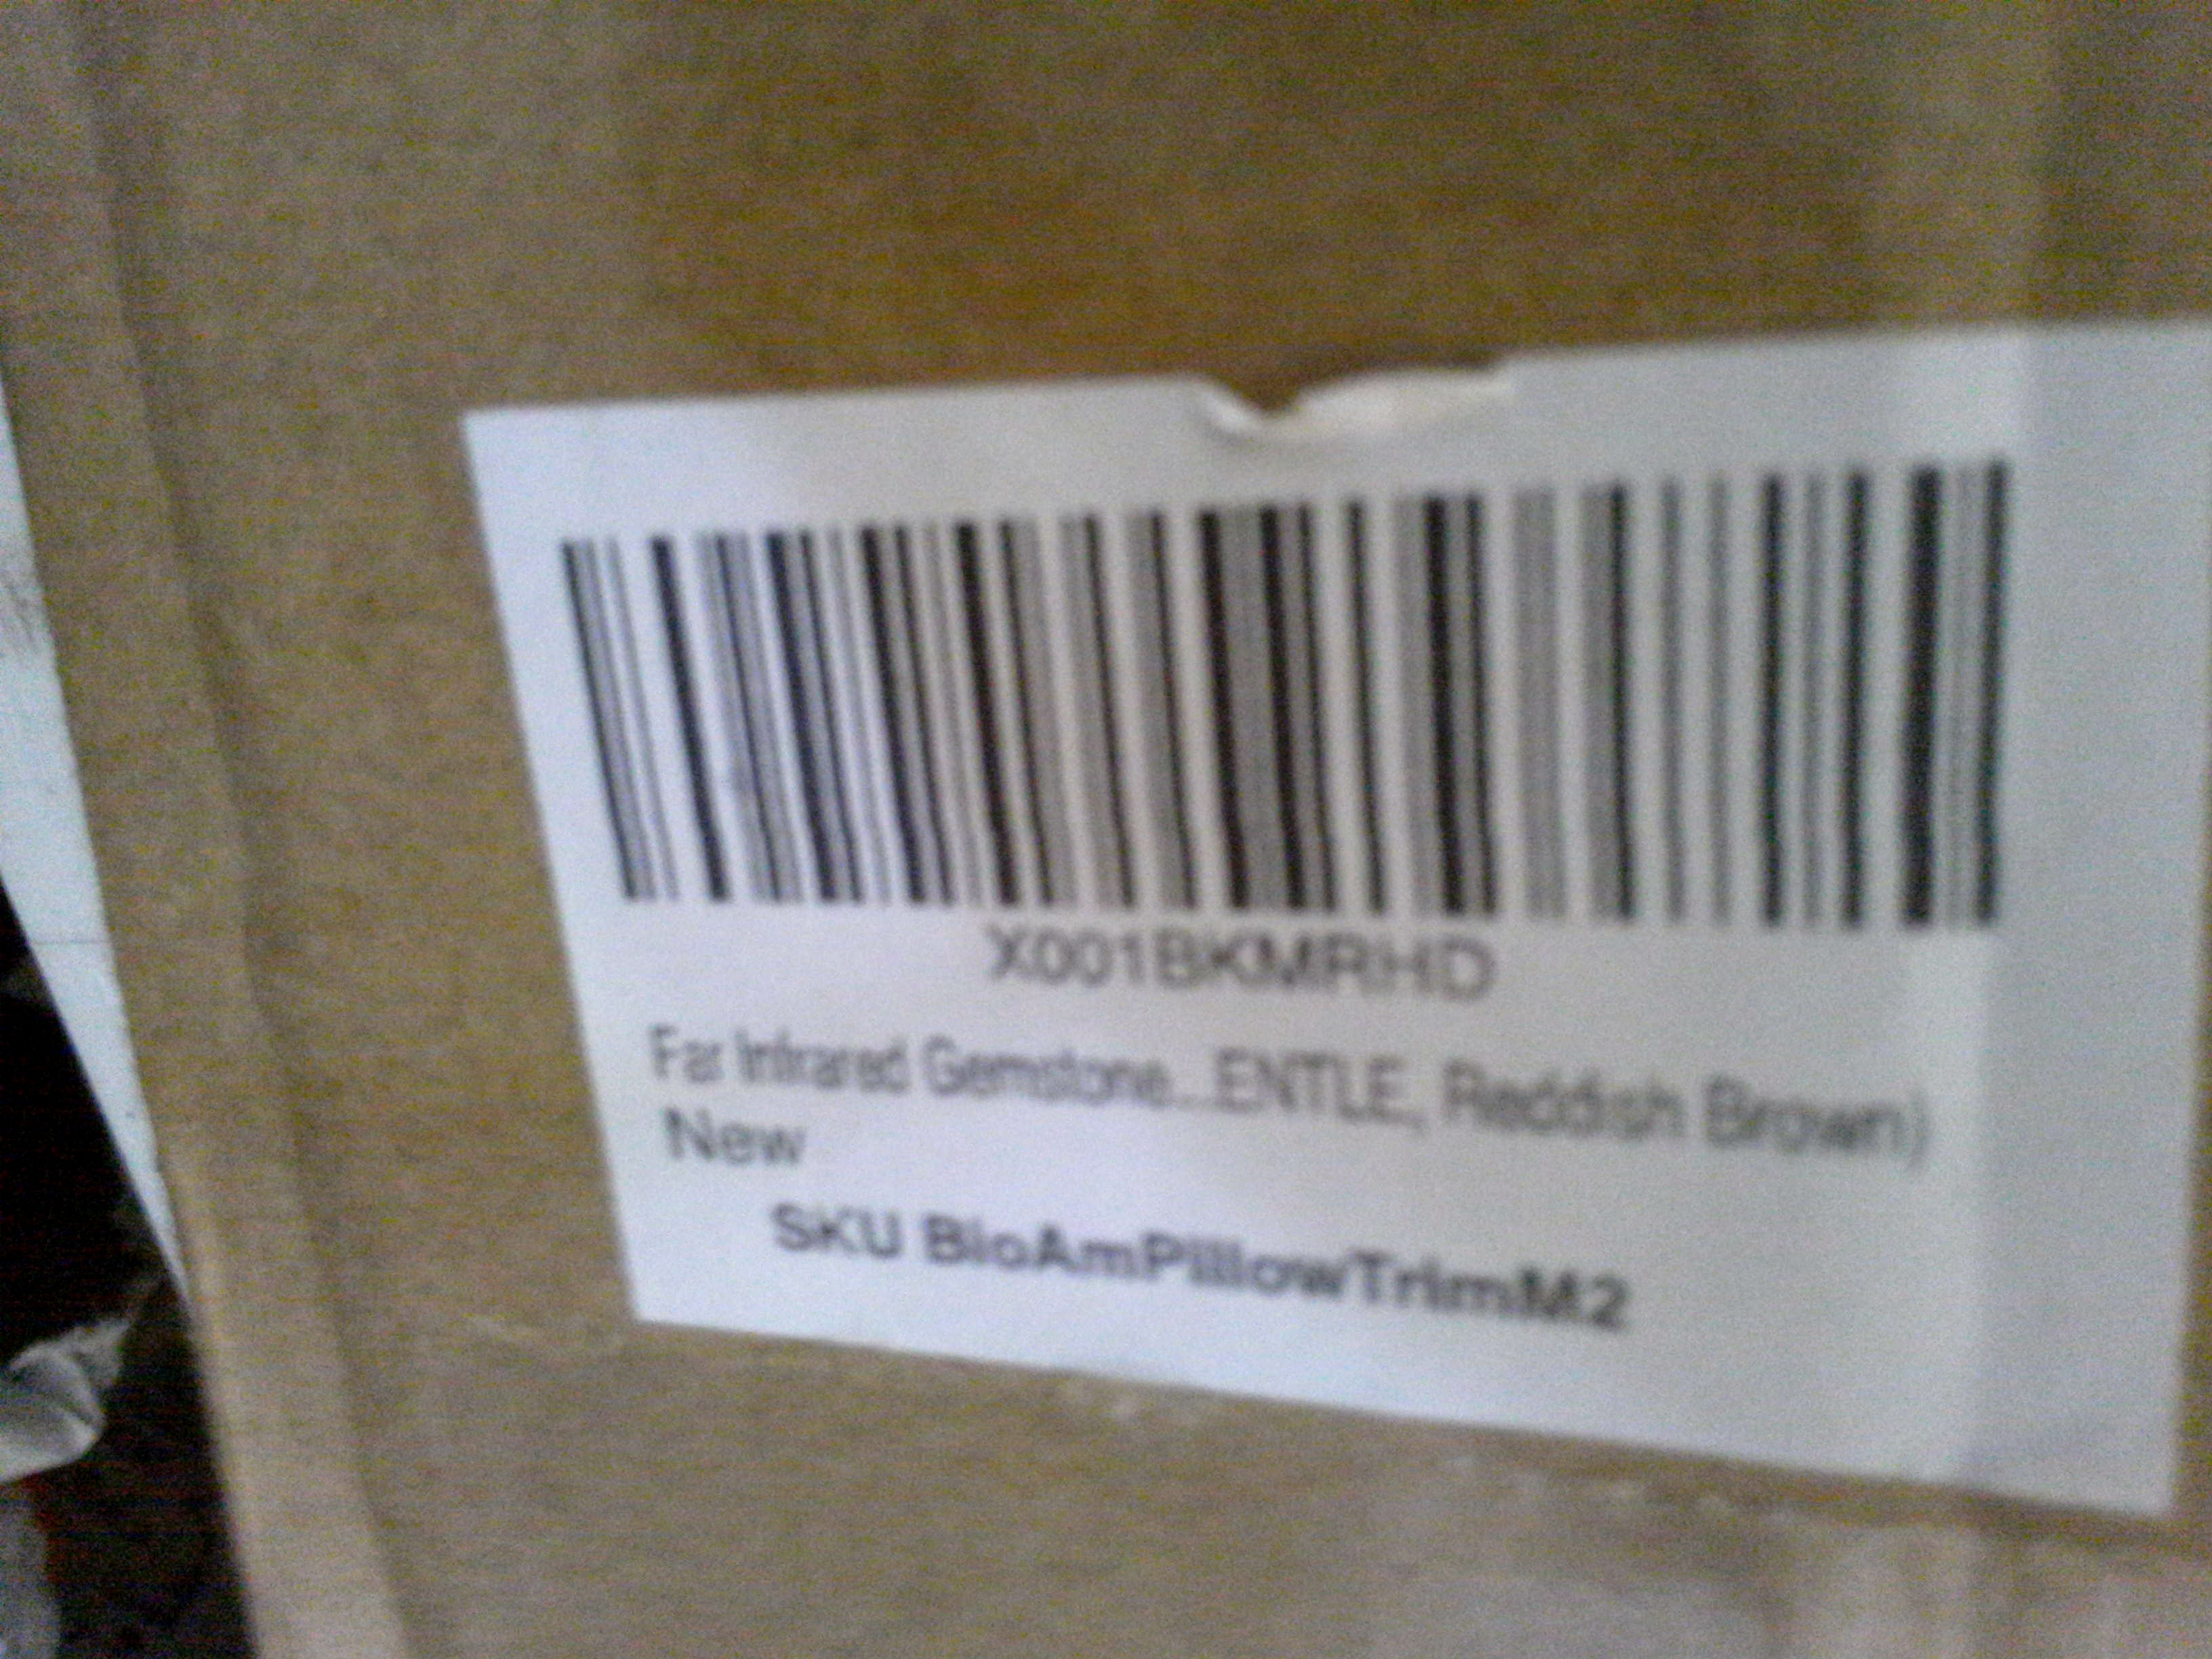 X001BKMRHD
Far Infrared Gemstone...ENTLE, Reddish Brown)
New
SKU BioAmPillowTrimM2